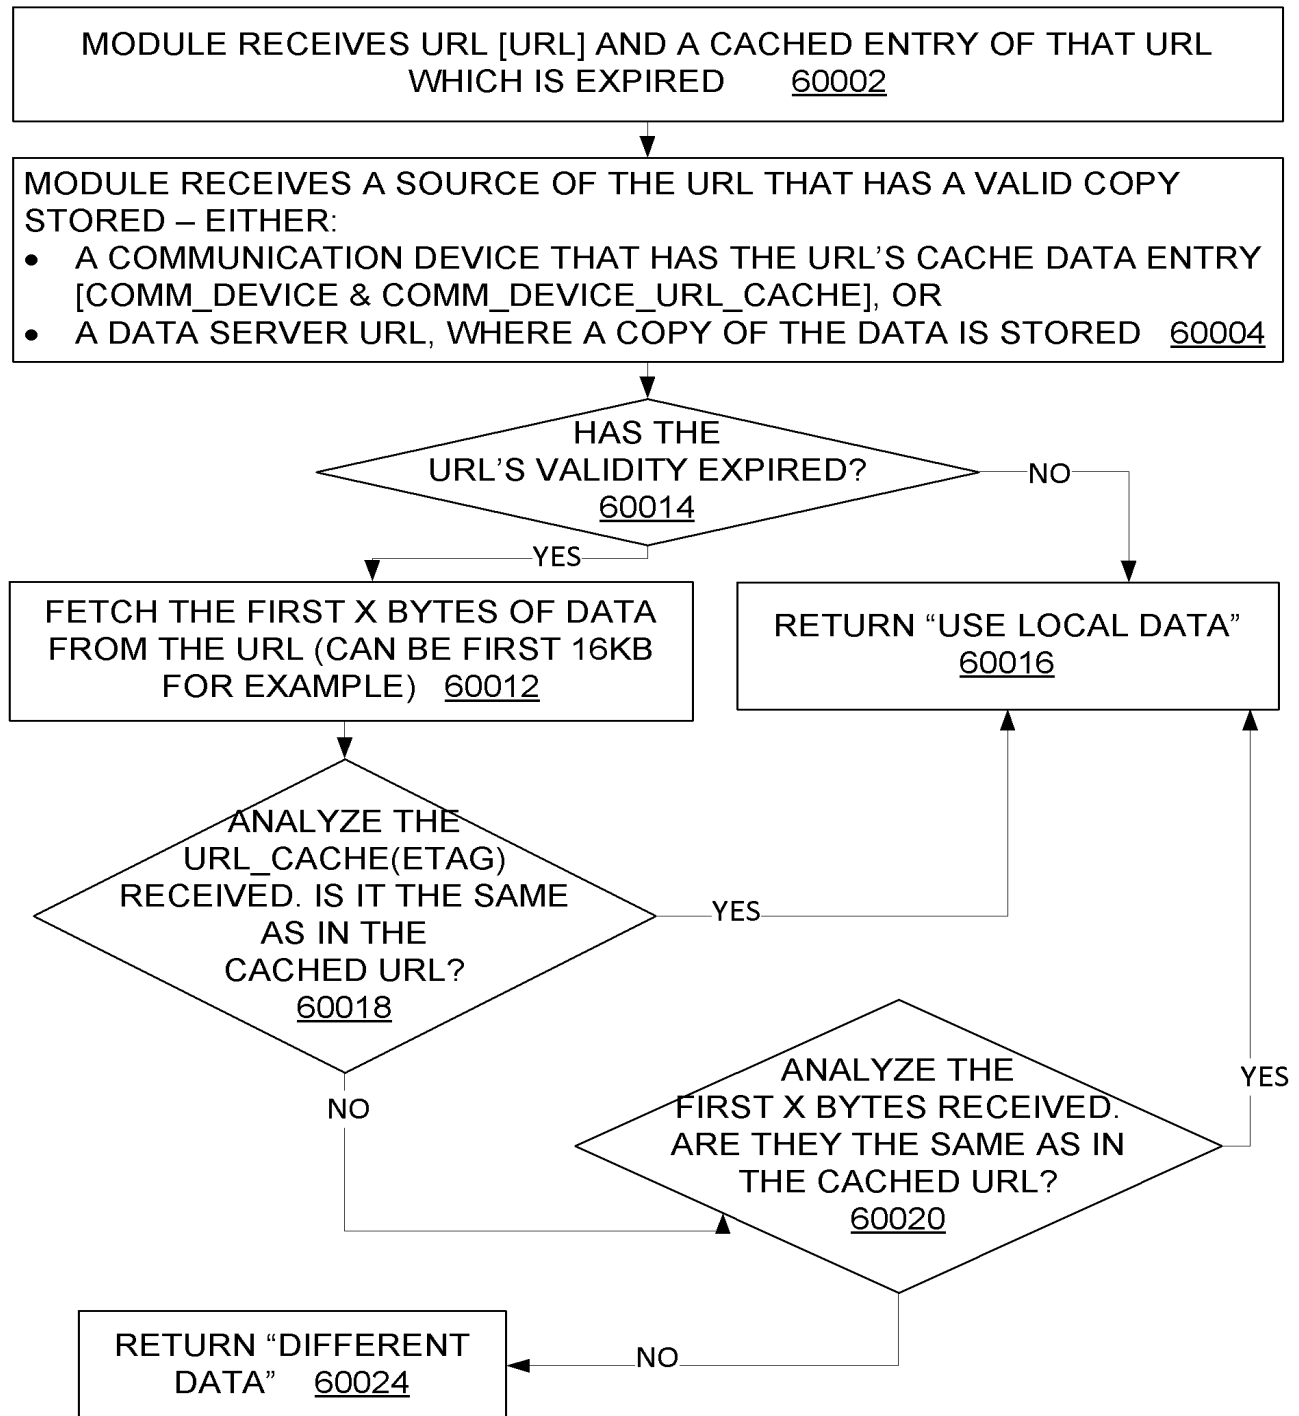 MODULE RECEIVES URL [URL] AND A CACHED ENTRY OF THAT URL
WHICH IS EXPIRED 60002
MODULE RECEIVES A SOURCE OF THE URL THAT HAS A VALID COPY
STORED – EITHER:
• A COMMUNICATION DEVICE THAT HAS THE URL’S CACHE DATA ENTRY
[COMM_DEVICE & COMM_DEVICE_URL_CACHE], OR
• A DATA SERVER URL, WHERE A COPY OF THE DATA IS STORED 60004
HAS THE
URL’S VALIDITY EXPIRED?
60014
NO
YES
FETCH THE FIRST X BYTES OF DATA
FROM THE URL (CAN BE FIRST 16KB
FOR EXAMPLE) 60012
RETURN “USE LOCAL DATA”
60016
ANALYZE THE
URL_CACHE(ETAG)
RECEIVED. IS IT THE SAME
AS IN THE
CACHED URL?
60018
YES
NO
ANALYZE THE
FIRST X BYTES RECEIVED.
ARE THEY THE SAME AS IN
THE CACHED URL?
60020
YES
NO
RETURN “DIFFERENT
DATA” 60024